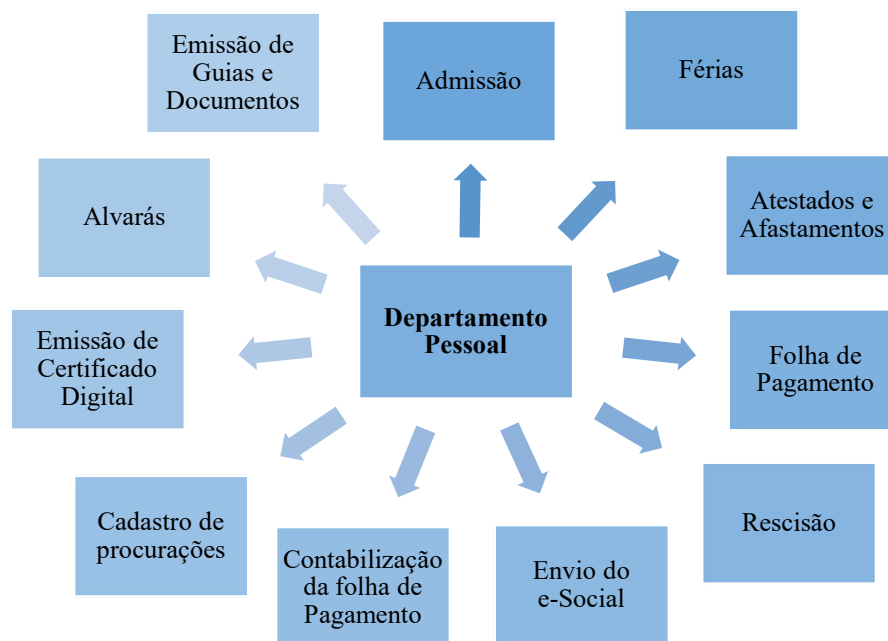 Emissão de
Guias e
Documentos
Admissão
Férias
Alvarás
Atestados e
Afastamentos
Departamento
Pessoal
Emissão de
Certificado
Digital
Folha de
Pagamento
Cadastro de
procurações
Contabilização
da folha de
Pagamento
Envio do
e-Social
Rescisão